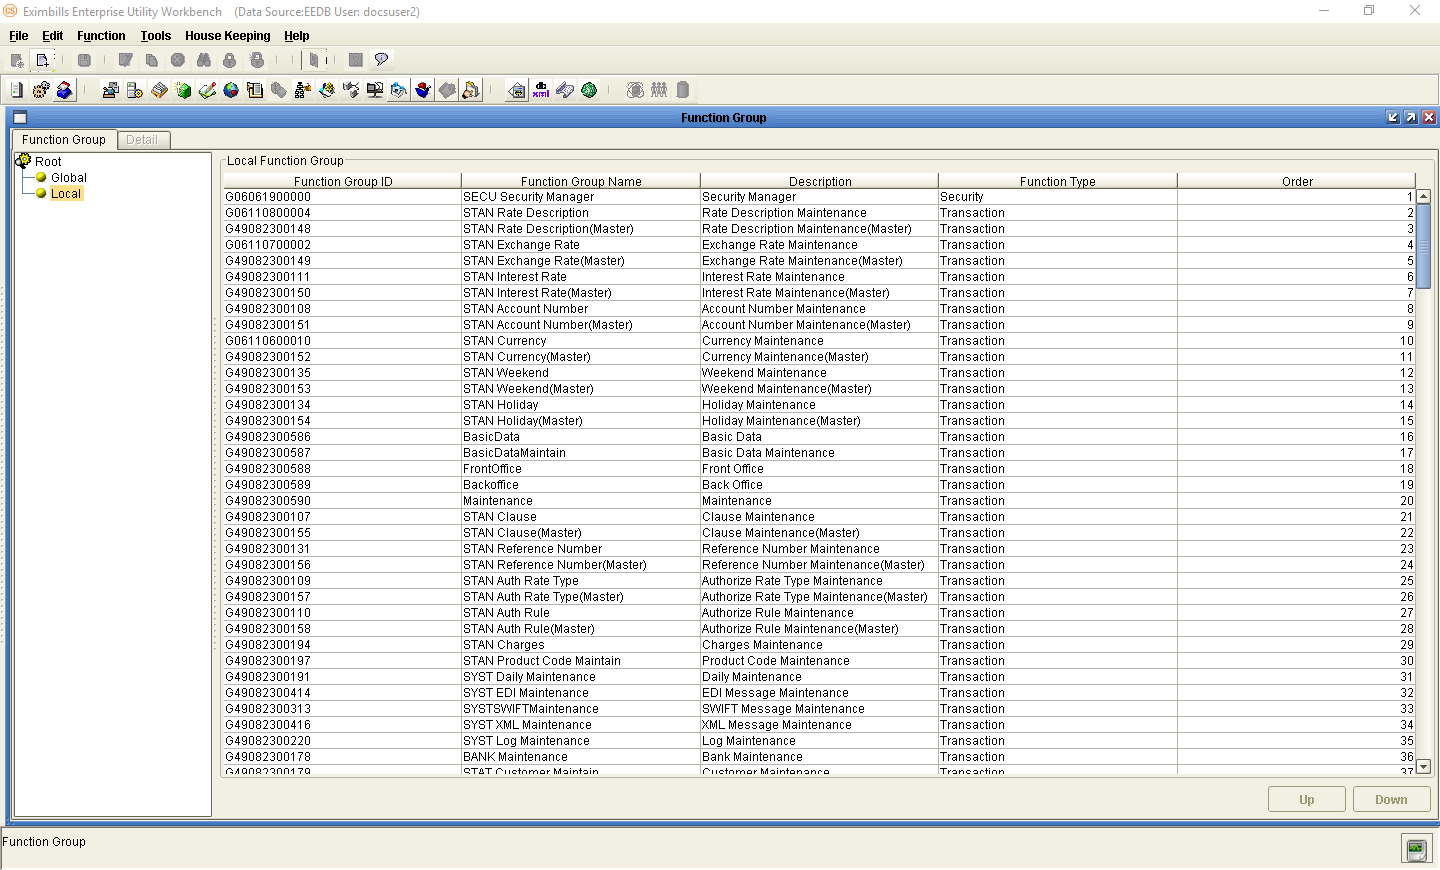 Eximbills Enterprise Utility Workbench (Data Source:EEDB User: docsuser2)
File Edit Function Tools House Keeping Help
db
xml
Function Group
Function Group Detail
Root
Global
Local
Local Function Group
Function Group ID Function Group Name Description Function Type Order
G06061900000 SECU Security Manager Security Manager Security 1
G06110800004 STAN Rate Description Rate Description Maintenance Transaction 2
G49082300148 STAN Rate Description(Master) Rate Description Maintenance(Master) Transaction 3
G06110700002 STAN Exchange Rate Exchange Rate Maintenance Transaction 4
G49082300149 STAN Exchange Rate(Master) Exchange Rate Maintenance(Master) Transaction 5
G49082300111 STAN Interest Rate Interest Rate Maintenance Transaction 6
G49082300150 STAN Interest Rate(Master) Interest Rate Maintenance(Master) Transaction 7
G49082300108 STAN Account Number Account Number Maintenance Transaction 8
G49082300151 STAN Account Number(Master) Account Number Maintenance(Master) Transaction 9
G06110600010 STAN Currency Currency Maintenance Transaction 10
G49082300152 STAN Currency(Master) Currency Maintenance(Master) Transaction 11
G49082300135 STAN Weekend Weekend Maintenance Transaction 12
G49082300153 STAN Weekend(Master) Weekend Maintenance(Master) Transaction 13
G49082300134 STAN Holiday Holiday Maintenance Transaction 14
G49082300154 STAN Holiday(Master) Holiday Maintenance(Master) Transaction 15
G49082300586 BasicData Basic Data Transaction 16
G49082300587 BasicDataMaintain Basic Data Maintenance Transaction 17
G49082300588 FrontOffice Front Office Transaction 18
G49082300589 Backoffice Back Office Transaction 19
G49082300590 Maintenance Maintenance Transaction 20
G49082300107 STAN Clause Clause Maintenance Transaction 21
G49082300155 STAN Clause(Master) Clause Maintenance(Master) Transaction 22
G49082300131 STAN Reference Number Reference Number Maintenance Transaction 23
G49082300156 STAN Reference Number(Master) Reference Number Maintenance(Master) Transaction 24
G49082300109 STAN Auth Rate Type Authorize Rate Type Maintenance Transaction 25
G49082300157 STAN Auth Rate Type(Master) Authorize Rate Type Maintenance(Master) Transaction 26
G49082300110 STAN Auth Rule Authorize Rule Maintenance Transaction 27
G49082300158 STAN Auth Rule(Master) Authorize Rule Maintenance(Master) Transaction 28
G49082300194 STAN Charges Charges Maintenance Transaction 29
G49082300197 STAN Product Code Maintain Product Code Maintenance Transaction 30
G49082300191 SYST Daily Maintenance Daily Maintenance Transaction 31
G49082300414 SYST EDI Maintenance EDI Message Maintenance Transaction 32
G49082300313 SYSTSWIFTMaintenance SWIFT Message Maintenance Transaction 33
G49082300416 SYST XML Maintenance XML Message Maintenance Transaction 34
G49082300220 SYST Log Maintenance Log Maintenance Transaction 35
G49082300178 BANK Maintenance Bank Maintenance Transaction 36
G49082300179 STAT Customer Maintain Customer Maintenance Transaction 37
Up Down
Function Group